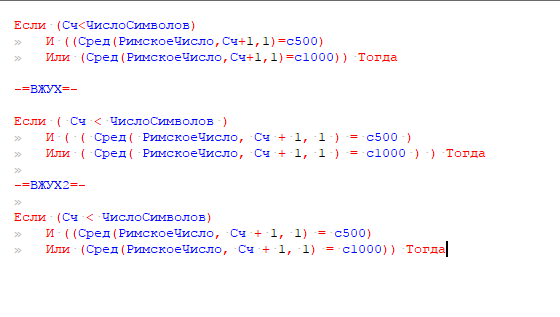 Если (Сч<ЧислоСимволов)
» И ((Сред(РимскоеЧисло,Сч+1,1)=с500)
» Или (Сред(РимскоеЧисло,Сч+1,1)=с1000)) Тогда
-=ВЖУХ=-
Если ( Сч < ЧислоСимволов )
» И ( ( Сред( РимскоеЧисло, Сч + 1, 1 ) = с500 )
» Или ( Сред( РимскоеЧисло, Сч + 1, 1 ) = с1000 ) ) Тогда
»
-=ВЖУХ2=-
»
Если (Сч < ЧислоСимволов)
» И ((Сред(РимскоеЧисло, Сч + 1, 1) = с500)
» Или (Сред(РимскоеЧисло, Сч + 1, 1) = с1000)) Тогда